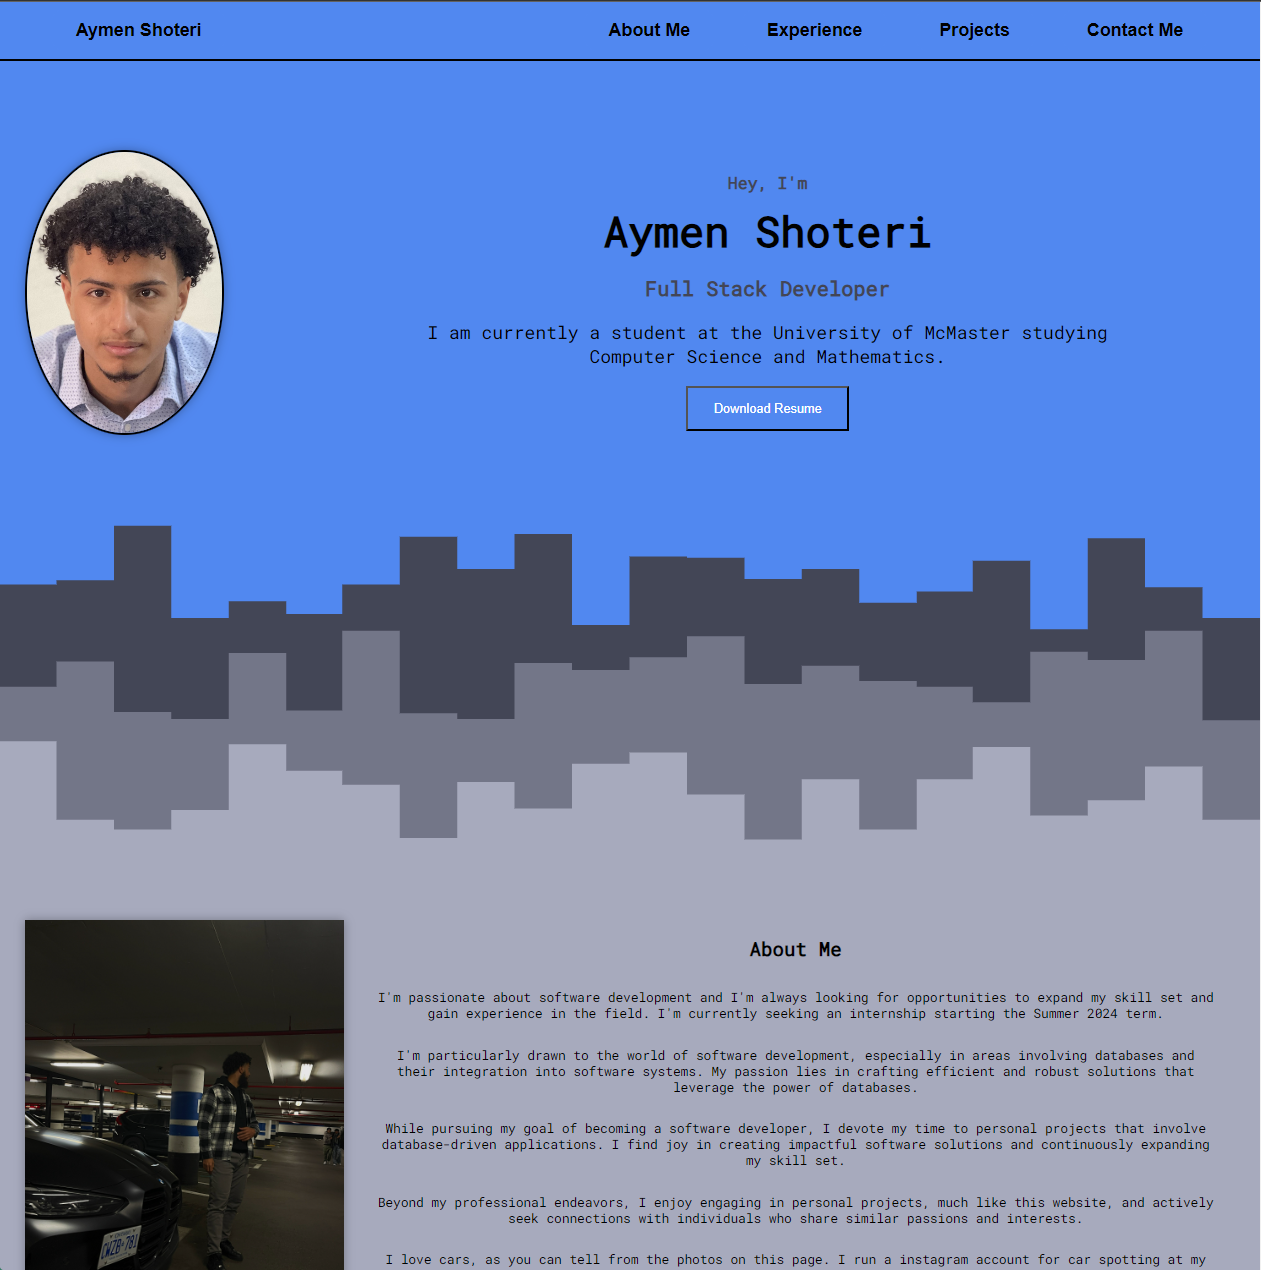 Aymen Shoteri
About Me
Experience
Projects
Contact Me
Hey, I'm
Aymen Shoteri
Full Stack Developer
I am currently a student at the University of McMaster studying
Computer Science and Mathematics.
Download Resume
About Me
I'm passionate about software development and I'm always looking for opportunities to expand my skill set and
gain experience in the field. I'm currently seeking an internship starting the Summer 2024 term.
I'm particularly drawn to the world of software development, especially in areas involving databases and
their integration into software systems. My passion lies in crafting efficient and robust solutions that
leverage the power of databases.
While pursuing my goal of becoming a software developer, I devote my time to personal projects that involve
database-driven applications. I find joy in creating impactful software solutions and continuously expanding
my skill set.
Beyond my professional endeavors, I enjoy engaging in personal projects, much like this website, and actively
seek connections with individuals who share similar passions and interests.
I love cars, as you can tell from the photos on this page. I run a instagram account for car spotting at my
CWZB·781